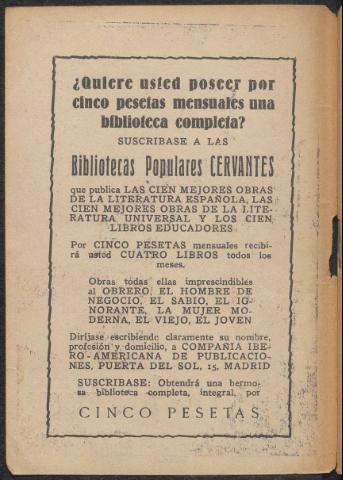 ¿Quiere usted poseer por
cinco pesetas mensuales una
biblioteca completa?
SUSCRIBASE A LAS
Bibliotecas Populares CERVANTES
que publica LAS CIEN MEJORES OBRAS
DE LA LITERATURA ESPAÑOLA, LAS
CIEN MEJORES OBRAS DE LA LITE-
RATURA UNIVERSAL Y LOS CIEN
LIBROS EDUCADORES
Por CINCO PESETAS mensuales recibi-
rá usted CUATRO LIBROS todos los
meses.
Obras todas ellas imprescindibles
al OBRERO, EL HOMBRE DE
NEGOCIO, EL SABIO, EL IG-
NORANTE, LA MUJER MO-
DERNA, EL VIEJO, EL JOVEN
Diríjase escribiendo claramente su nombre,
profesión y domicilio, a COMPAÑIA IBE-
RO-AMERICANA DE PUBLICACIO-
NES, PUERTA DEL SOL, 15, MADRID
SUSCRIBASE: Obtendrá una hermo-
sa biblioteca completa, integral, por
CINCO PESETAS